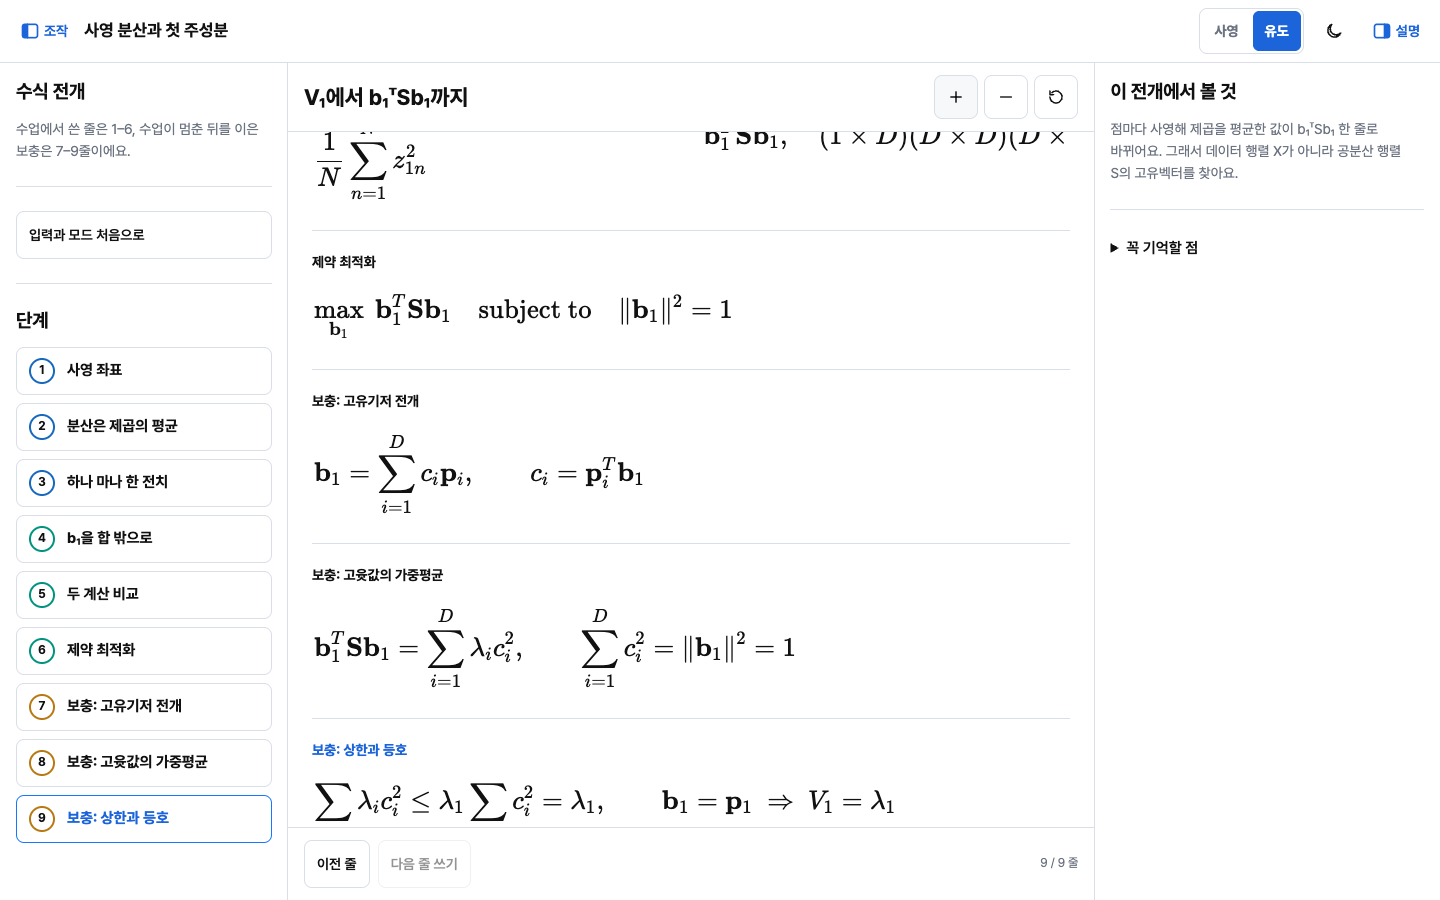 조작 사영 분산과 첫 주성분 사영 유도 설명
수식 전개
수업에서 쓴 줄은 1–6, 수업이 멈춘 뒤를 이은
보충은 7–9줄이에요.
입력과 모드 처음으로
단계
1 사영 좌표
2 분산은 제곱의 평균
3 하나 마나 한 전치
4 b₁을 합 밖으로
5 두 계산 비교
6 제약 최적화
7 보충: 고유기저 전개
8 보충: 고윳값의 가중평균
9 보충: 상한과 등호
V₁에서 b₁ᵀSb₁까지
1/N ∑_{n=1} z²_{1n} b₁ᵀSb₁, (1 × D)(D × D)(D ×
제약 최적화
max_{b₁} b₁ᵀSb₁ subject to ‖b₁‖² = 1
보충: 고유기저 전개
b₁ = ∑_{i=1}^{D} cᵢpᵢ, cᵢ = pᵢᵀb₁
보충: 고윳값의 가중평균
b₁ᵀSb₁ = ∑_{i=1}^{D} λᵢcᵢ², ∑_{i=1}^{D} cᵢ² = ‖b₁‖² = 1
보충: 상한과 등호
∑ λᵢcᵢ² ≤ λ₁ ∑ cᵢ² = λ₁, b₁ = p₁ ⇒ V₁ = λ₁
이전 줄 다음 줄 쓰기 9 / 9 줄
이 전개에서 볼 것
점마다 사영해 제곱을 평균한 값이 b₁ᵀSb₁ 한 줄로
바뀌어요. 그래서 데이터 행렬 X가 아니라 공분산 행렬
S의 고유벡터를 찾아요.
▶ 꼭 기억할 점